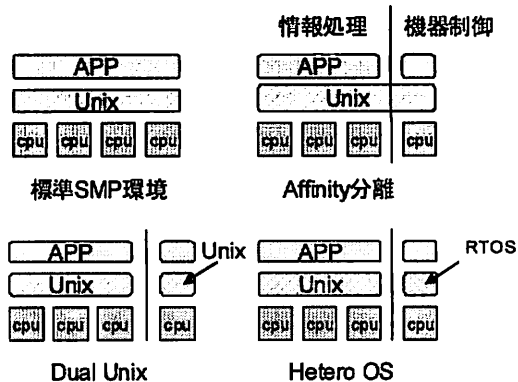 情報処理 機器制御
APP
Unix
cpu cpu cpu cpu
標準SMP環境
APP
Unix
cpu cpu cpu cpu
Affinity分離
APP
Unix
Unix
cpu cpu cpu cpu
Dual Unix
APP
RTOS
Unix
cpu cpu cpu cpu
Hetero OS